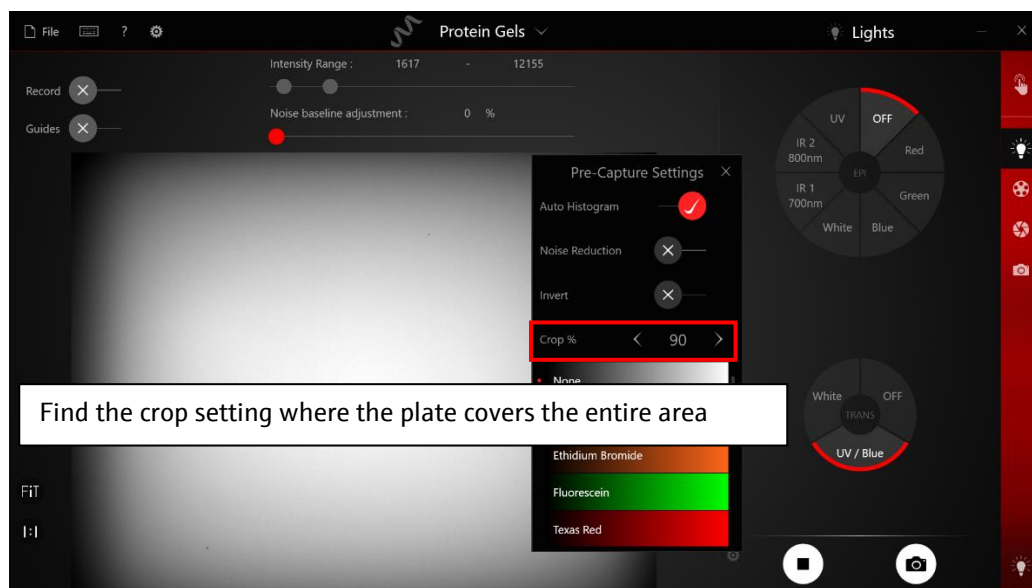 File ? Protein Gels Lights
Intensity Range : 1617 - 12155
Record
Noise baseline adjustment : 0 %
Guides
Pre-Capture Settings
Auto Histogram
Noise Reduction
Invert
Crop % 90
None
Find the crop setting where the plate covers the entire area
Ethidium Bromide
Fluorescein
Texas Red
FiT
1:1
UV OFF
IR 2
800nm
Red
EPI
IR 1
700nm
Green
White Blue
White OFF
TRANS
UV / Blue